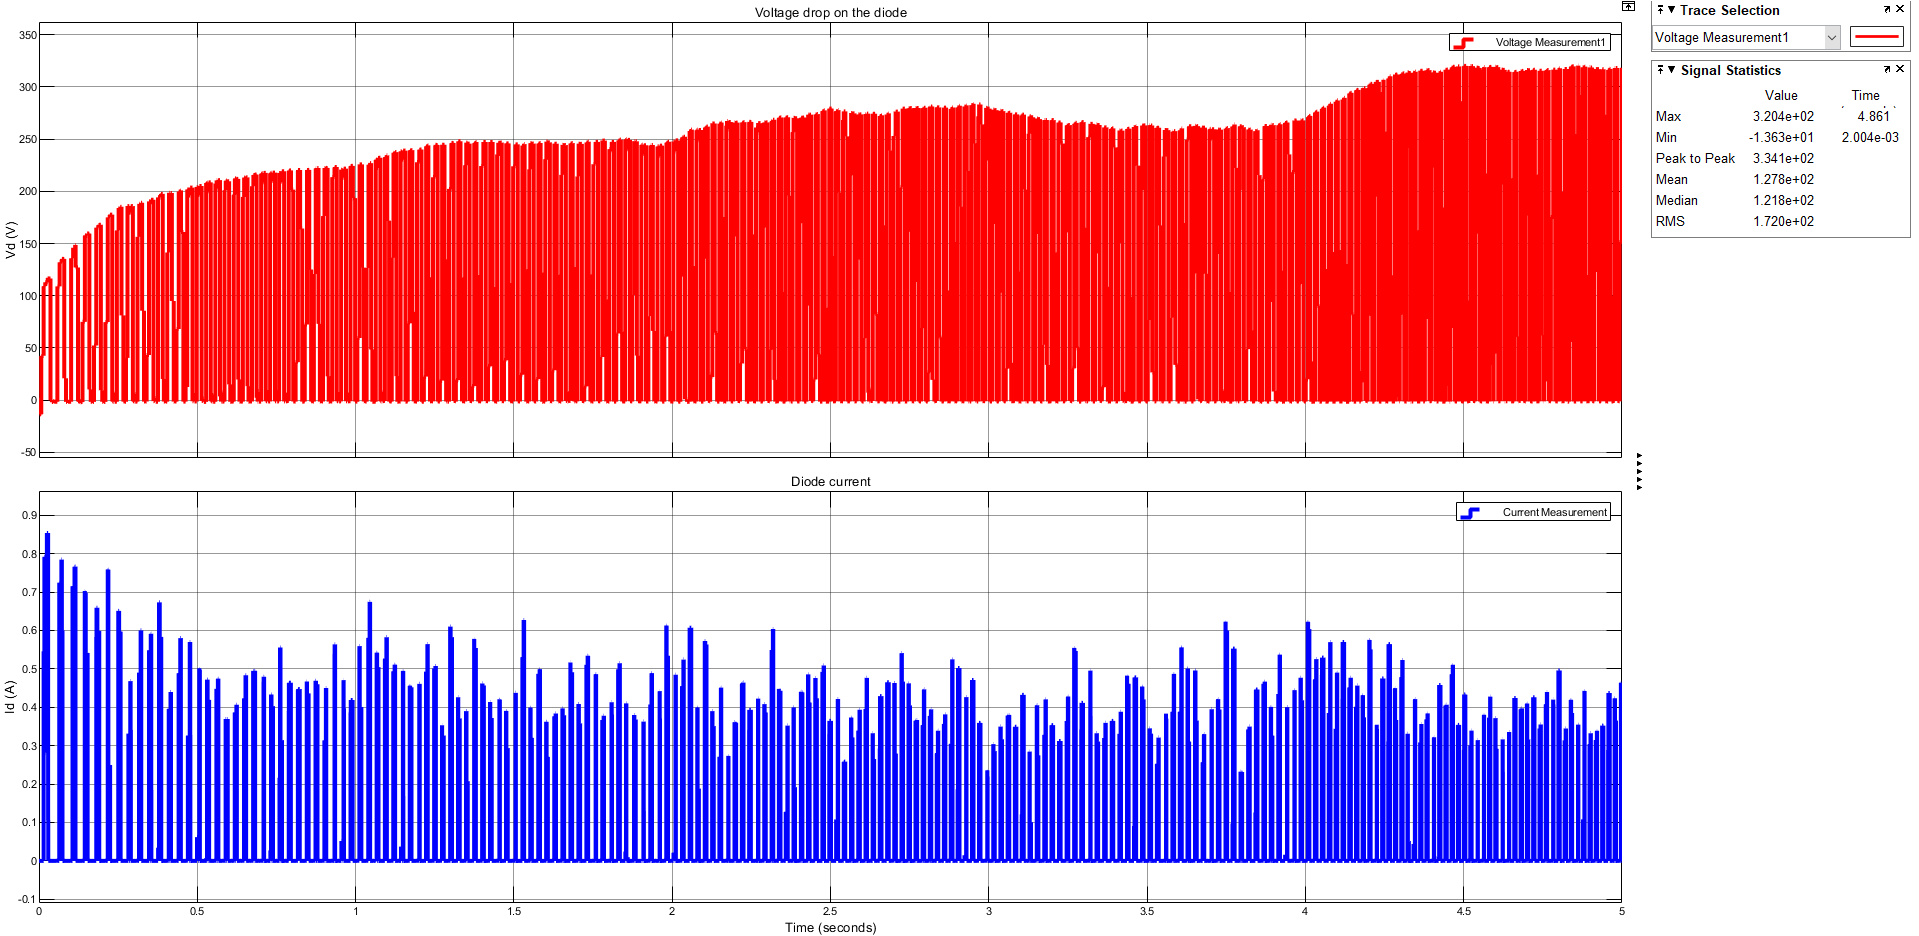 Voltage drop on the diode
Voltage Measurement1
350
300
250
200
150
100
50
0
-50
Vd (V)
Diode current
Current Measurement
0.9
0.8
0.7
0.6
0.5
0.4
0.3
0.2
0.1
0
-0.1
Id (A)
0 0.5 1 1.5 2 2.5 3 3.5 4 4.5 5
Time (seconds)
Trace Selection
Voltage Measurement1
Signal Statistics
Value Time
Max 3.204e+02 4.861
Min -1.363e+01 2.004e-03
Peak to Peak 3.341e+02
Mean 1.278e+02
Median 1.218e+02
RMS 1.720e+02